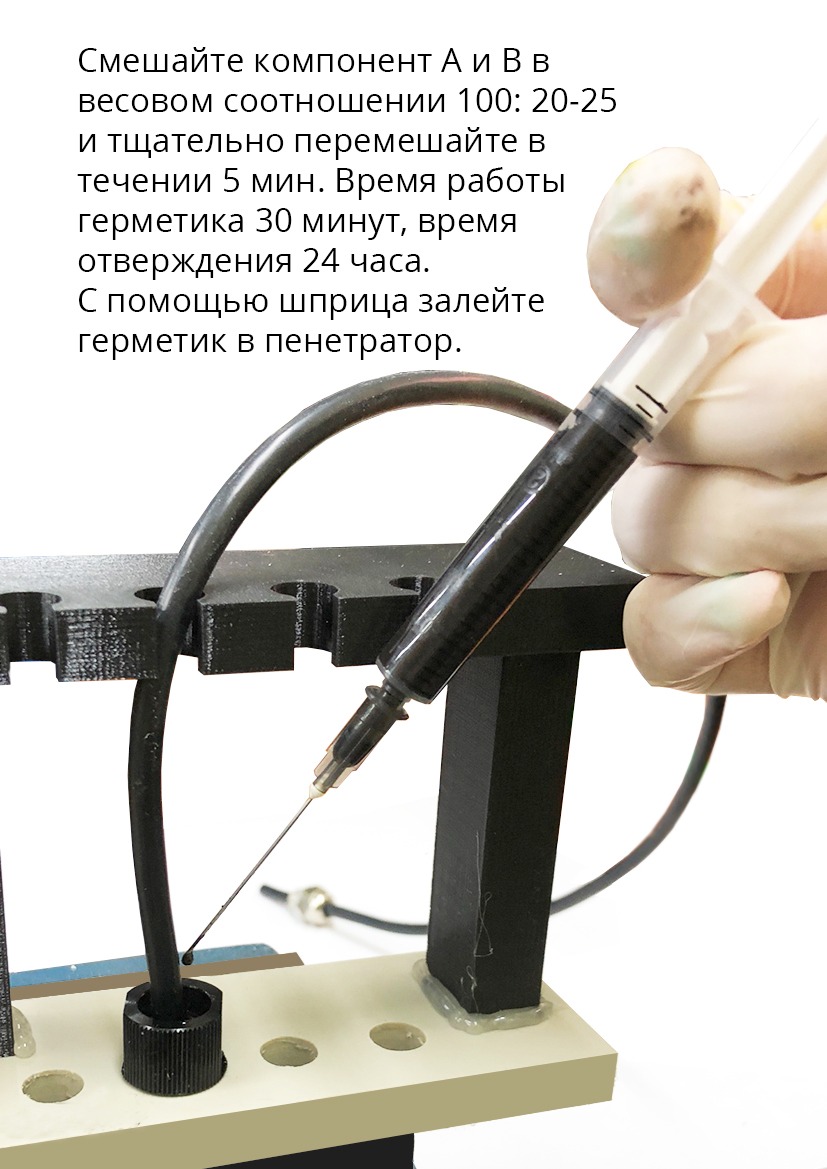 Смешайте компонент А и В в
весовом соотношении 100: 20-25
и тщательно перемешайте в
течении 5 мин. Время работы
герметика 30 минут, время
отверждения 24 часа.
С помощью шприца залейте
герметик в пенетратор.